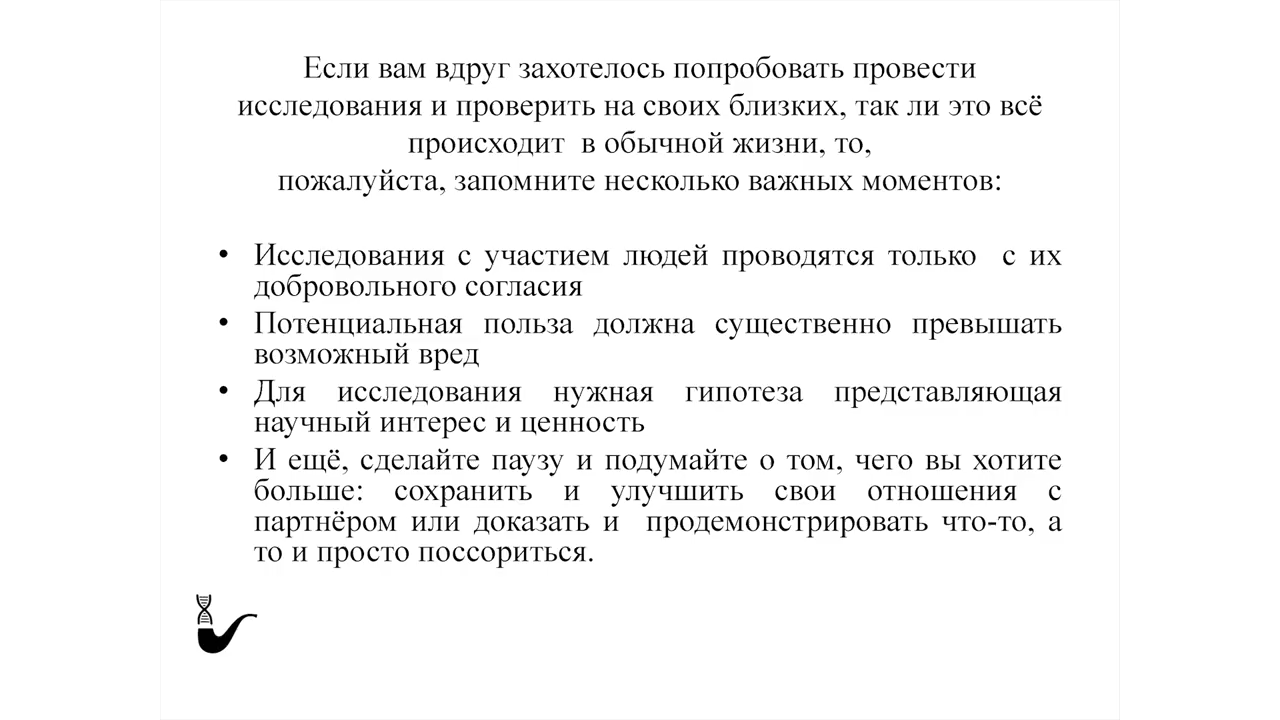 Если вам вдруг захотелось попробовать провести
исследования и проверить на своих близких, так ли это всё
происходит  в обычной жизни, то,
пожалуйста, запомните несколько важных моментов:
• Исследования с участием людей проводятся только  с их
добровольного согласия
• Потенциальная польза должна существенно превышать
возможный вред
• Для исследования нужная гипотеза представляющая
научный интерес и ценность
• И ещё, сделайте паузу и подумайте о том, чего вы хотите
больше: сохранить и улучшить свои отношения с
партнёром или доказать и  продемонстрировать что-то, а
то и просто поссориться.